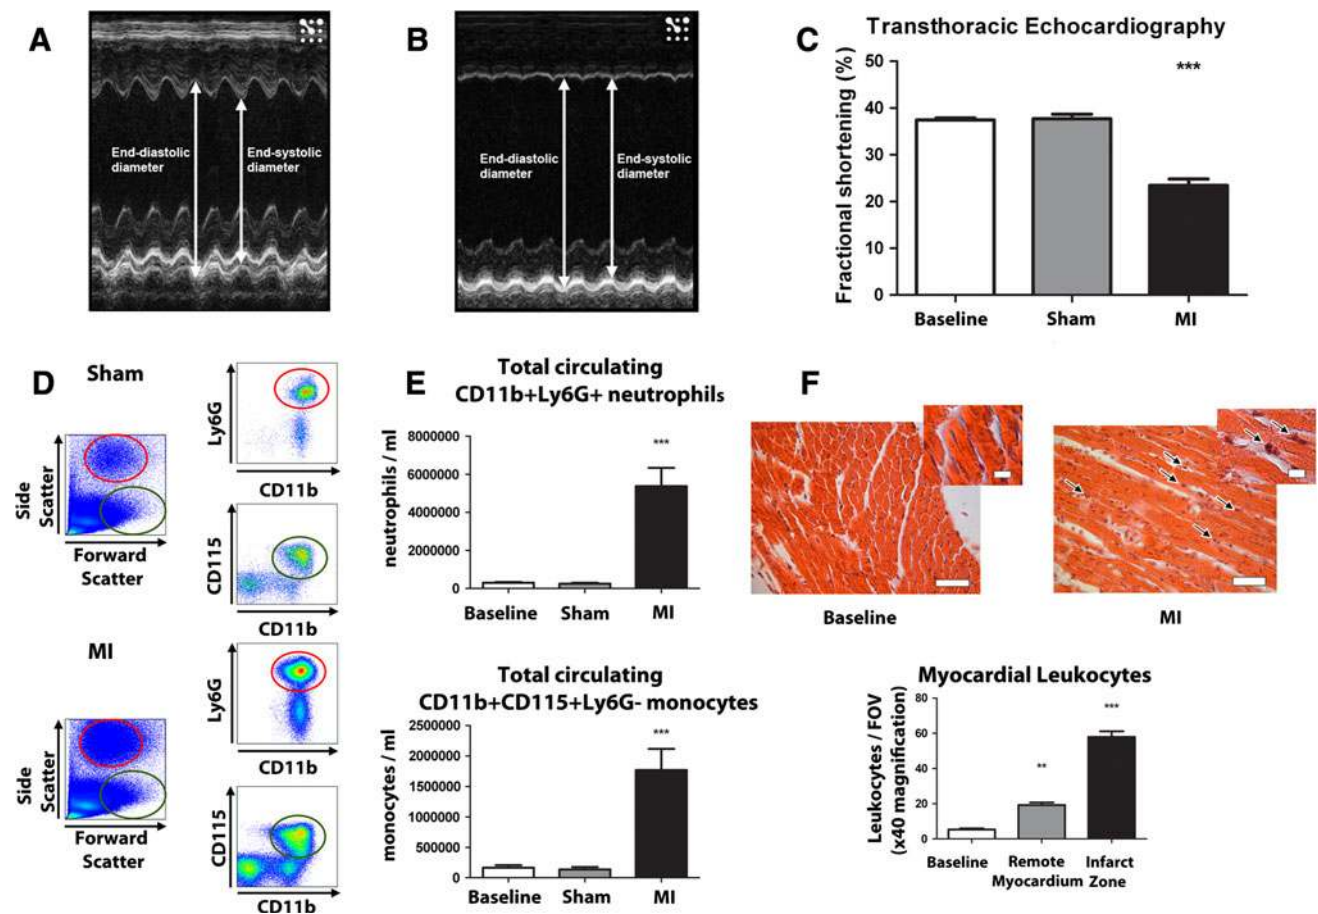 A
End-diastolic
diameter
End-systolic
diameter
B
End-diastolic
diameter
End-systolic
diameter
C
Transthoracic Echocardiography
Fractional shortening (%)
50
40
30
20
10
0
***
Baseline
Sham
MI
D
Sham
Side
Scatter
Forward
Scatter
Ly6G
CD11b
CD115
CD11b
MI
Side
Scatter
Forward
Scatter
Ly6G
CD11b
CD115
CD11b
E
Total circulating
CD11b+Ly6G+ neutrophils
neutrophils / ml
8000000
6000000
4000000
2000000
0
***
Baseline
Sham
MI
Total circulating
CD11b+CD115+Ly6G- monocytes
monocytes / ml
2500000
2000000
1500000
1000000
500000
0
***
Baseline
Sham
MI
F
Baseline
MI
Myocardial Leukocytes
Leukocytes / FOV
(x40 magnification)
80
60
40
20
0
**
***
Baseline
Remote
Myocardium
Infarct
Zone